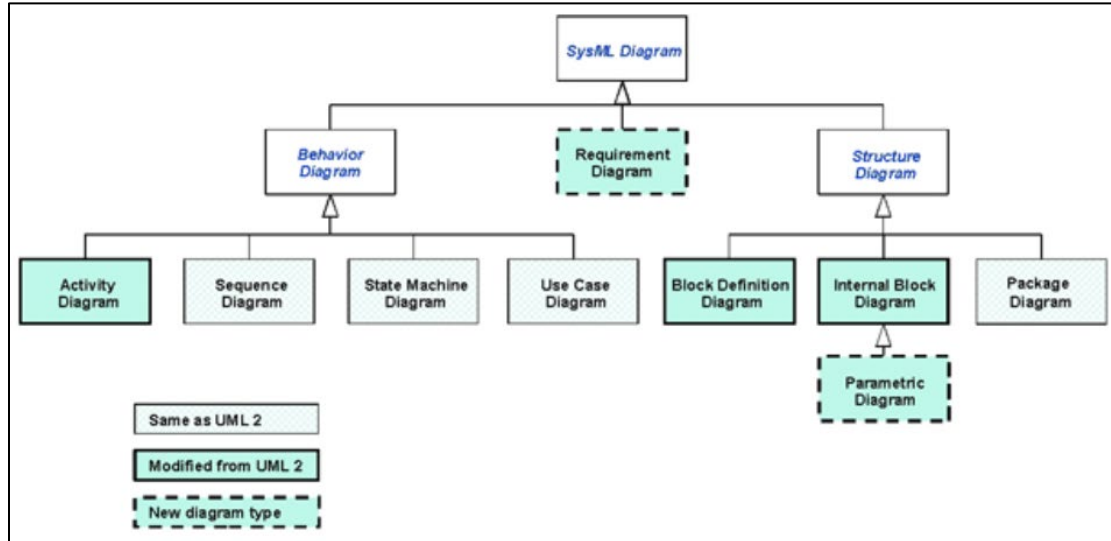 SysML Diagram
Behavior
Diagram
Requirement
Diagram
Structure
Diagram
Activity
Diagram
Sequence
Diagram
State Machine
Diagram
Use Case
Diagram
Block Definition
Diagram
Internal Block
Diagram
Package
Diagram
Parametric
Diagram
Same as UML 2
Modified from UML 2
New diagram type